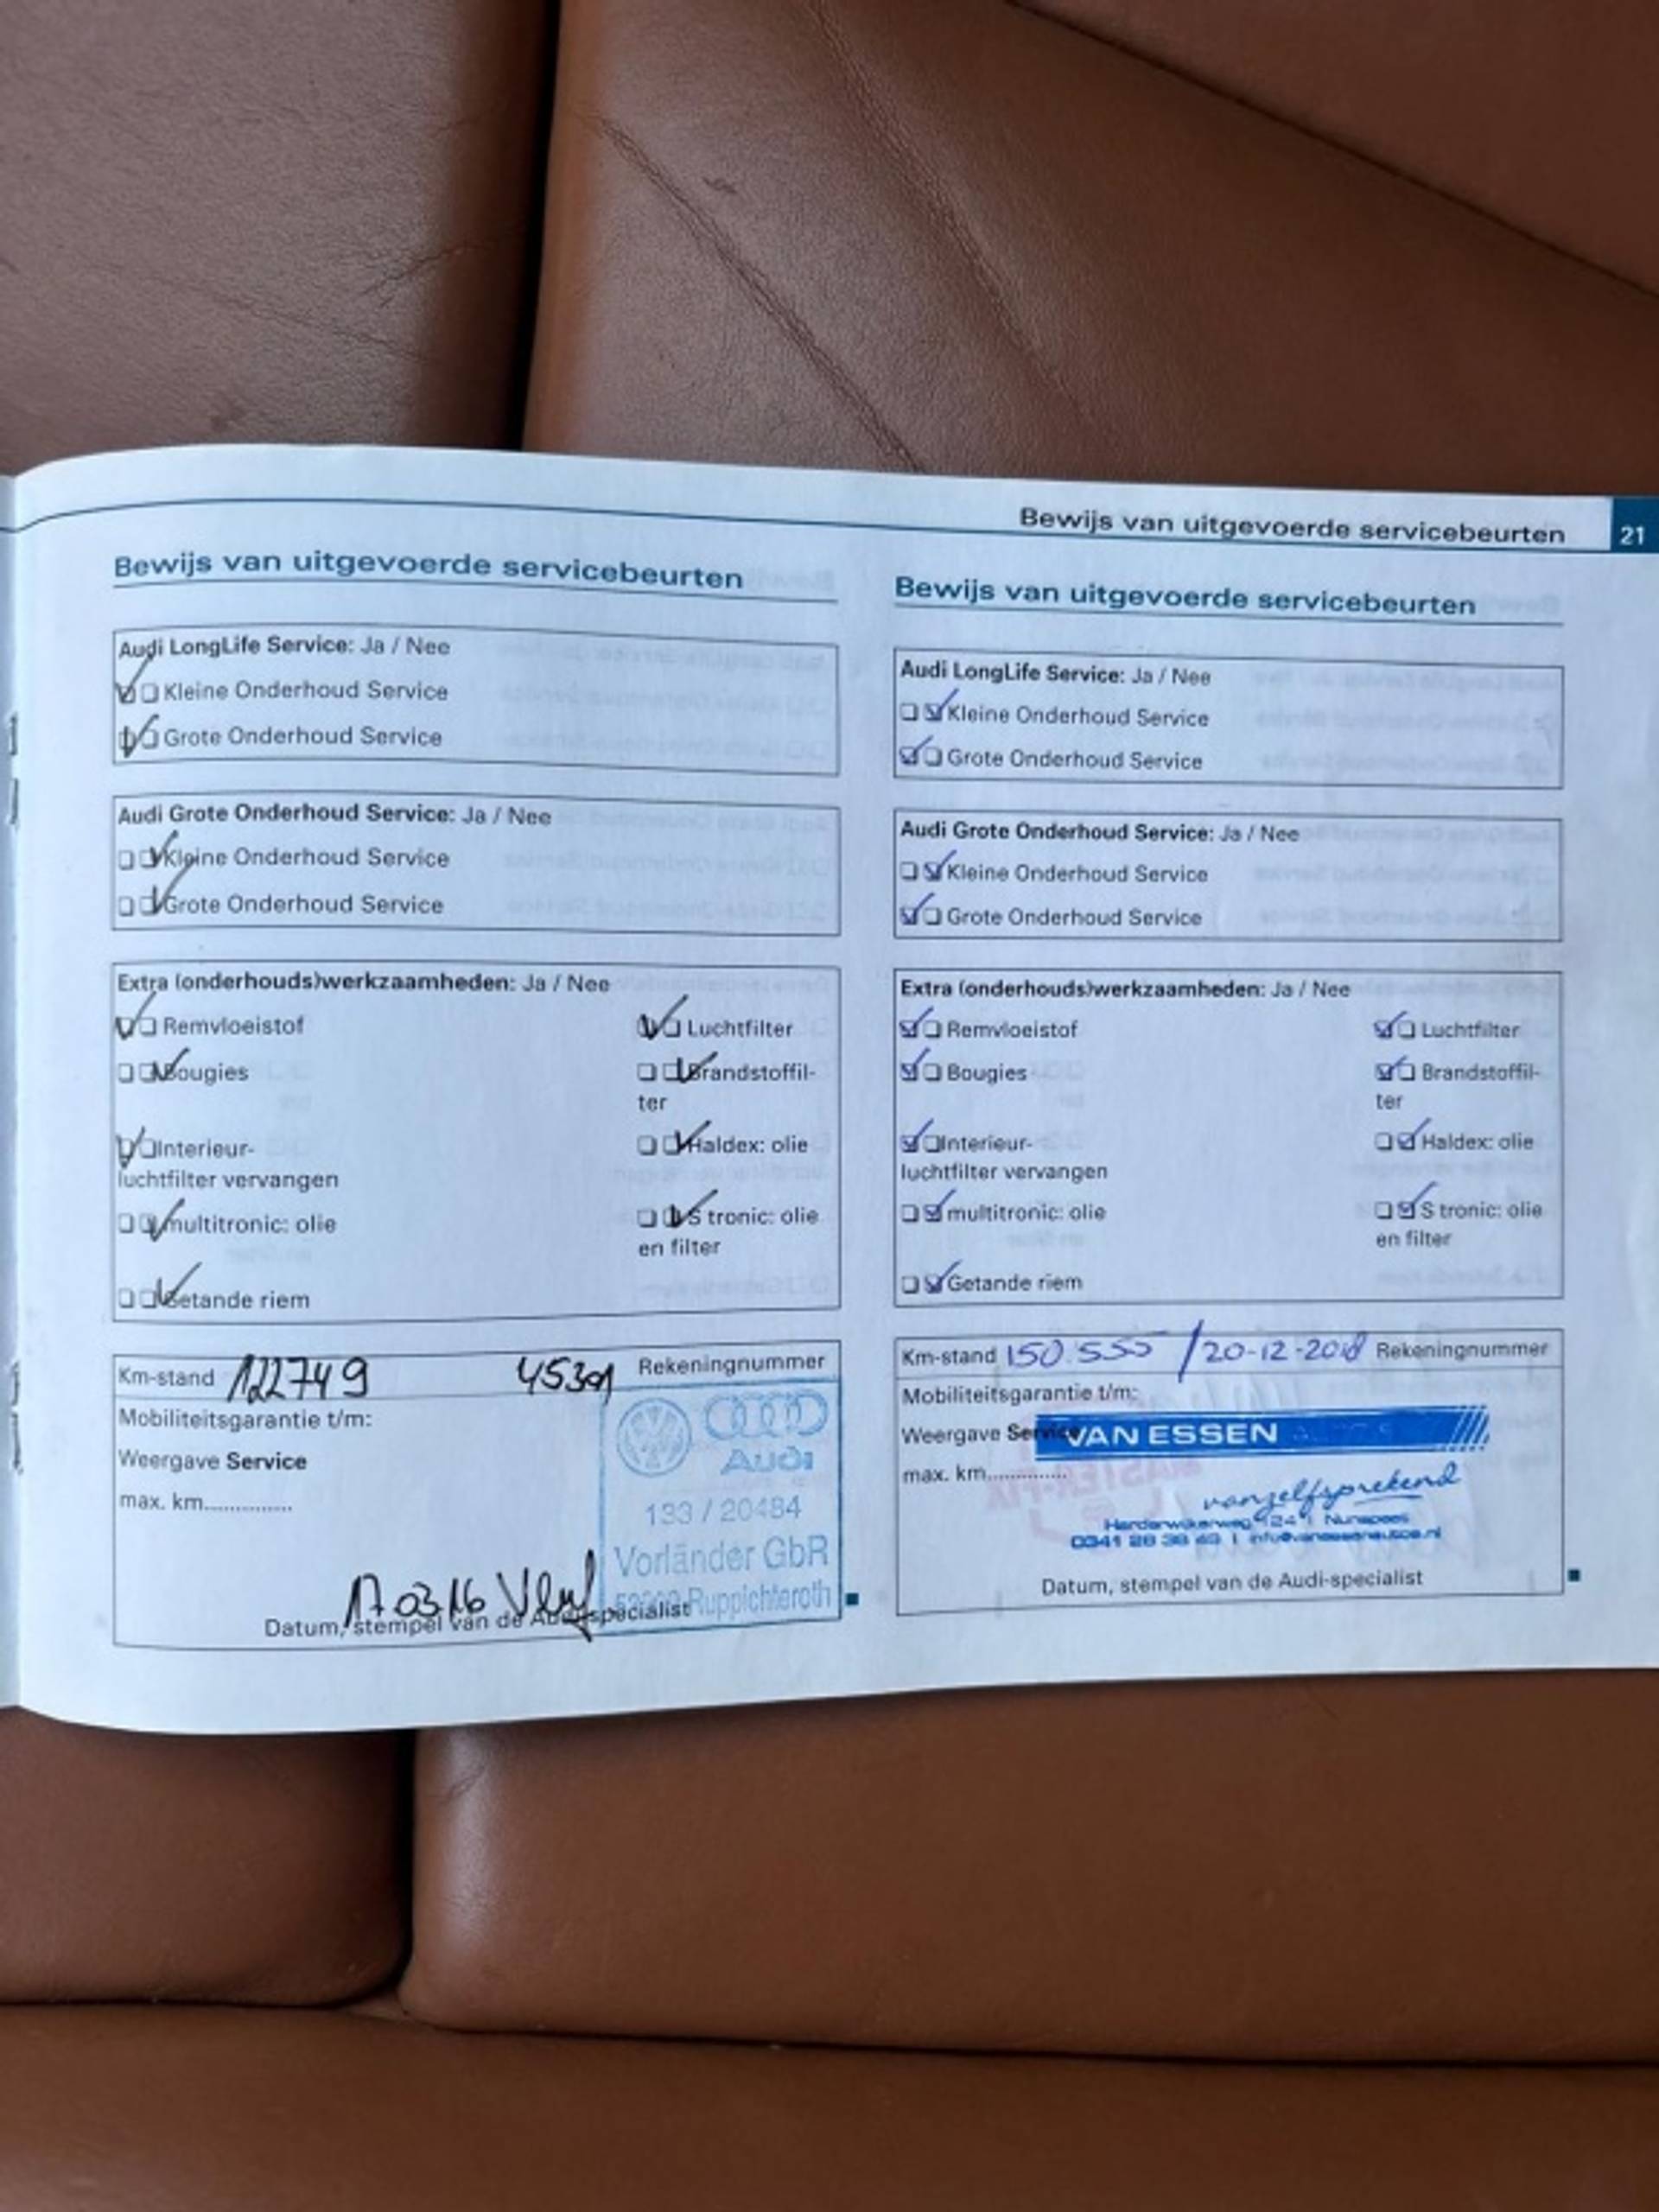 Bewijs van uitgevoerde servicebeurten 21
Bewijs van uitgevoerde servicebeurten
Audi LongLife Service: Ja / Nee
Kleine Onderhoud Service
Grote Onderhoud Service
Audi Grote Onderhoud Service: Ja / Nee
Kleine Onderhoud Service
Grote Onderhoud Service
Extra (onderhouds)werkzaamheden: Ja / Nee
Remvloeistof Luchtfilter
Bougies Brandstoffil-
ter
Interieur- Haldex: olie
luchtfilter vervangen
multitronic: olie S tronic: olie
en filter
Getande riem
Km-stand 122749 Rekeningnummer
Mobiliteitsgarantie t/m:
Weergave Service
max. km...............
Audi
133 / 20484
Vorländer GbR
Ruppichteroth
170316
Datum, stempel van de Audi-specialist
Bewijs van uitgevoerde servicebeurten
Audi LongLife Service: Ja / Nee
Kleine Onderhoud Service
Grote Onderhoud Service
Audi Grote Onderhoud Service: Ja / Nee
Kleine Onderhoud Service
Grote Onderhoud Service
Extra (onderhouds)werkzaamheden: Ja / Nee
Remvloeistof Luchtfilter
Bougies Brandstoffil-
ter
Interieur- Haldex: olie
luchtfilter vervangen
multitronic: olie S tronic: olie
en filter
Getande riem
Km-stand 150.555 / 20-12-2018 Rekeningnummer
Mobiliteitsgarantie t/m:
Weergave Service VAN ESSEN
max. km...............
vanzelfsprekend
Harderwijkerweg 124 | Nunspeet
Datum, stempel van de Audi-specialist